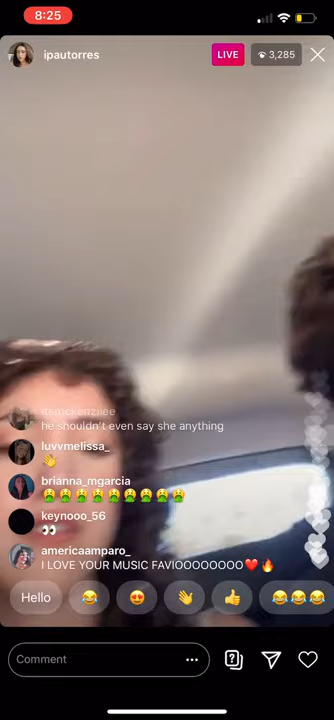 8:25
ipautorres
LIVE
3,285
itsmckenziiee
he shouldn't even say she anything
luvvmelissa_
👋
brianna_mgarcia
🤮🤮🤮🤮🤮🤮🤮🤮🤮
keynooo_56
👀
americaamparo_
I LOVE YOUR MUSIC FAVIOOOOOOOO❤️🔥
Hello
😂 😍 👋 👍 😂😂😂
Comment